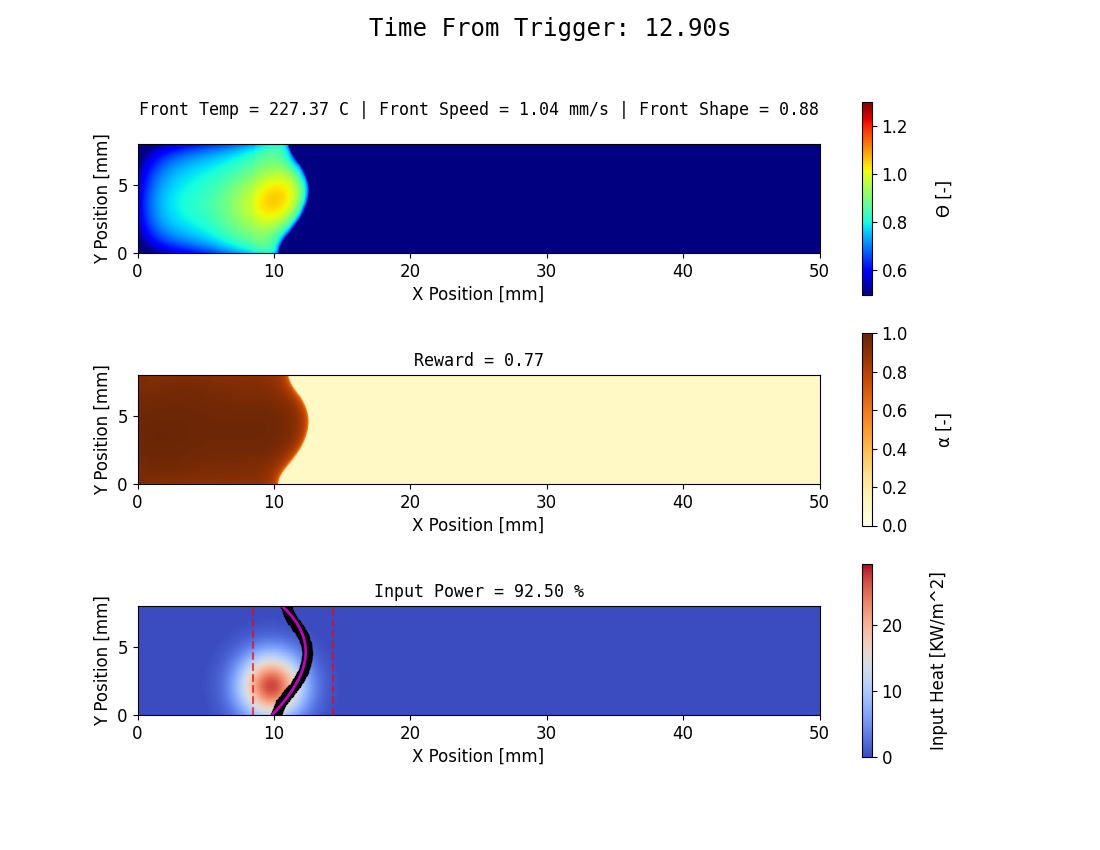 Time From Trigger: 12.90s
Front Temp = 227.37 C | Front Speed = 1.04 mm/s | Front Shape = 0.88
Y Position [mm]
5
0
0 10 20 30 40 50
X Position [mm]
1.2
1.0
0.8
0.6
Θ [-]
Reward = 0.77
Y Position [mm]
5
0
0 10 20 30 40 50
X Position [mm]
1.0
0.8
0.6
0.4
0.2
0.0
α [-]
Input Power = 92.50 %
Y Position [mm]
5
0
0 10 20 30 40 50
X Position [mm]
20
10
0
Input Heat [KW/m^2]